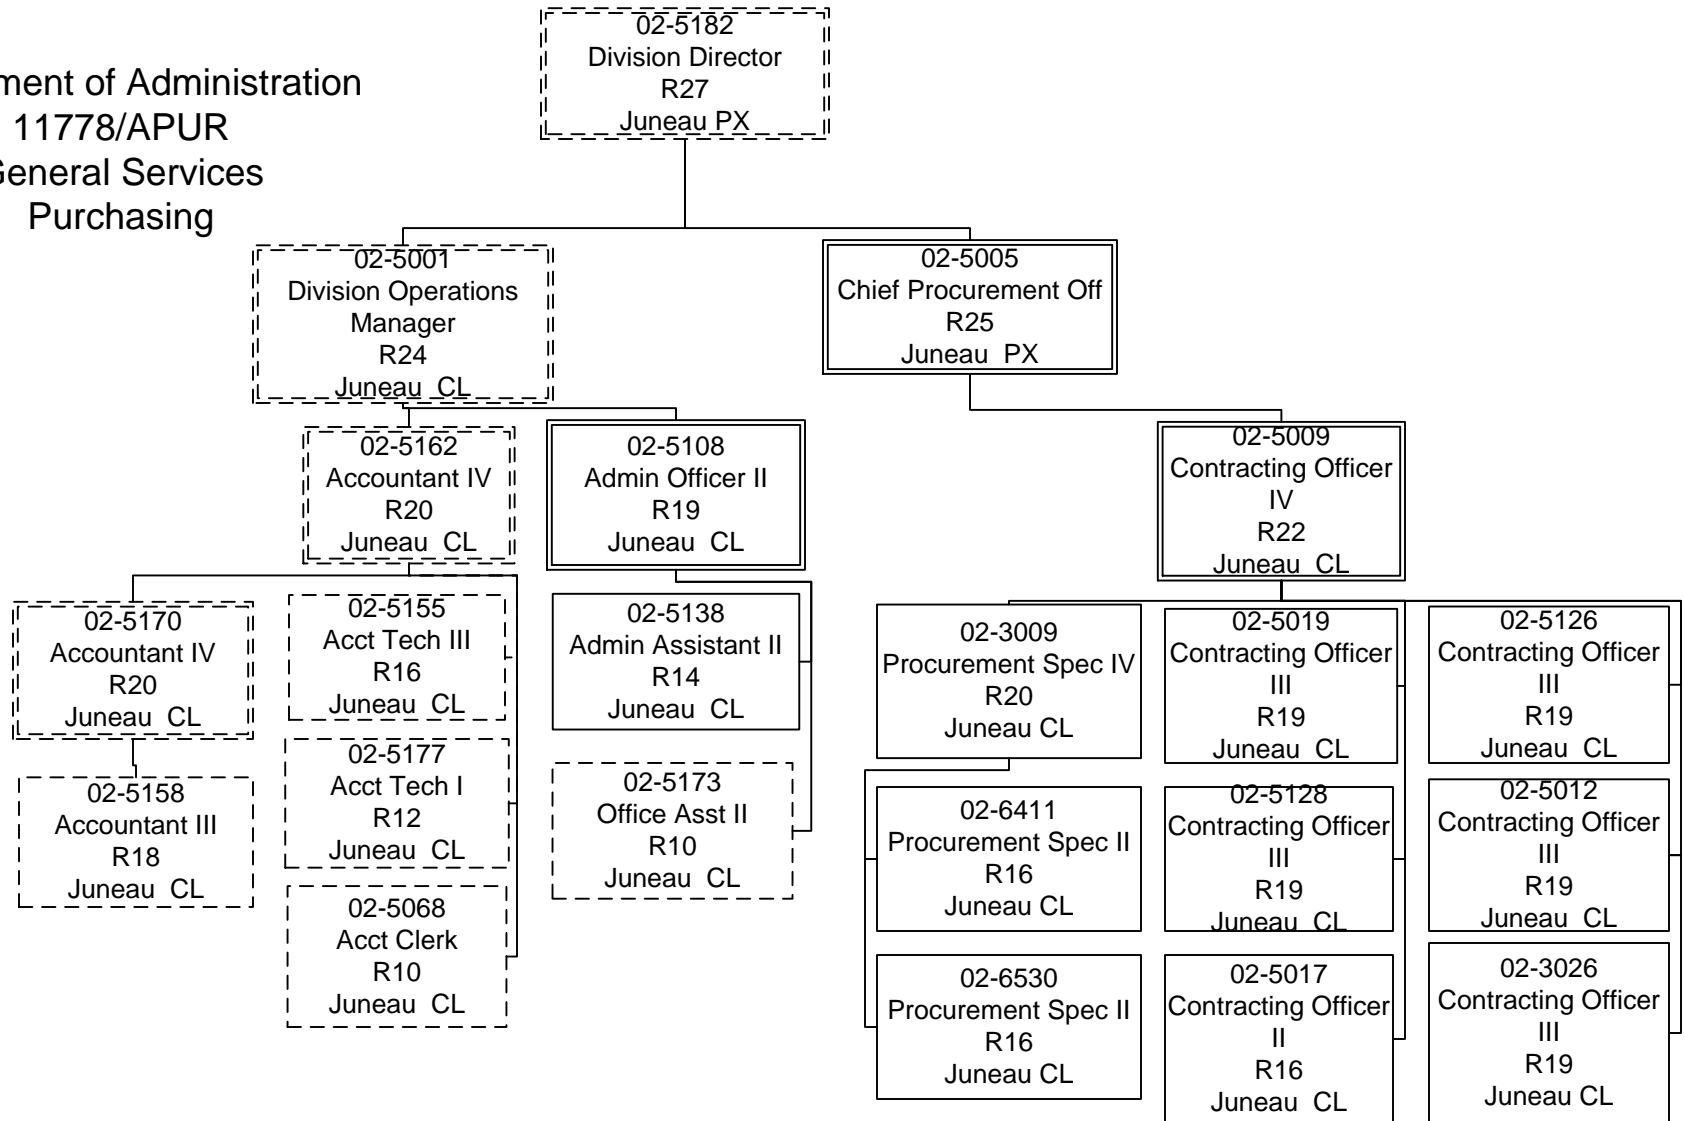 02-5182
Division Director
R27
Juneau PX
of Administration
11778/APUR
Services
Purchasing
02-5001
Division Operations
Manager
R24
Juneau CL
02-5005
Chief Procurement Off
R25
Juneau PX
02-5162
Accountant IV
R20
Juneau CL
02-5108
Admin Officer II
R19
Juneau CL
02-5009
Contracting Officer
IV
R22
Juneau CL
02-5170
Accountant IV
R20
Juneau CL
02-5155
Acct Tech III
R16
Juneau CL
02-5138
Admin Assistant II
R14
Juneau CL
02-3009
Procurement Spec IV
R20
Juneau CL
02-5019
Contracting Officer
III
R19
Juneau CL
02-5126
Contracting Officer
III
R19
Juneau CL
02-5158
Accountant III
R18
Juneau CL
02-5177
Acct Tech I
R12
Juneau CL
02-5173
Office Asst II
R10
Juneau CL
02-6411
Procurement Spec II
R16
Juneau CL
02-5128
Contracting Officer
III
R19
Juneau CL
02-5012
Contracting Officer
III
R19
Juneau CL
02-5068
Acct Clerk
R10
Juneau CL
02-6530
Procurement Spec II
R16
Juneau CL
02-5017
Contracting Officer
II
R16
Juneau CL
02-3026
Contracting Officer
III
R19
Juneau CL